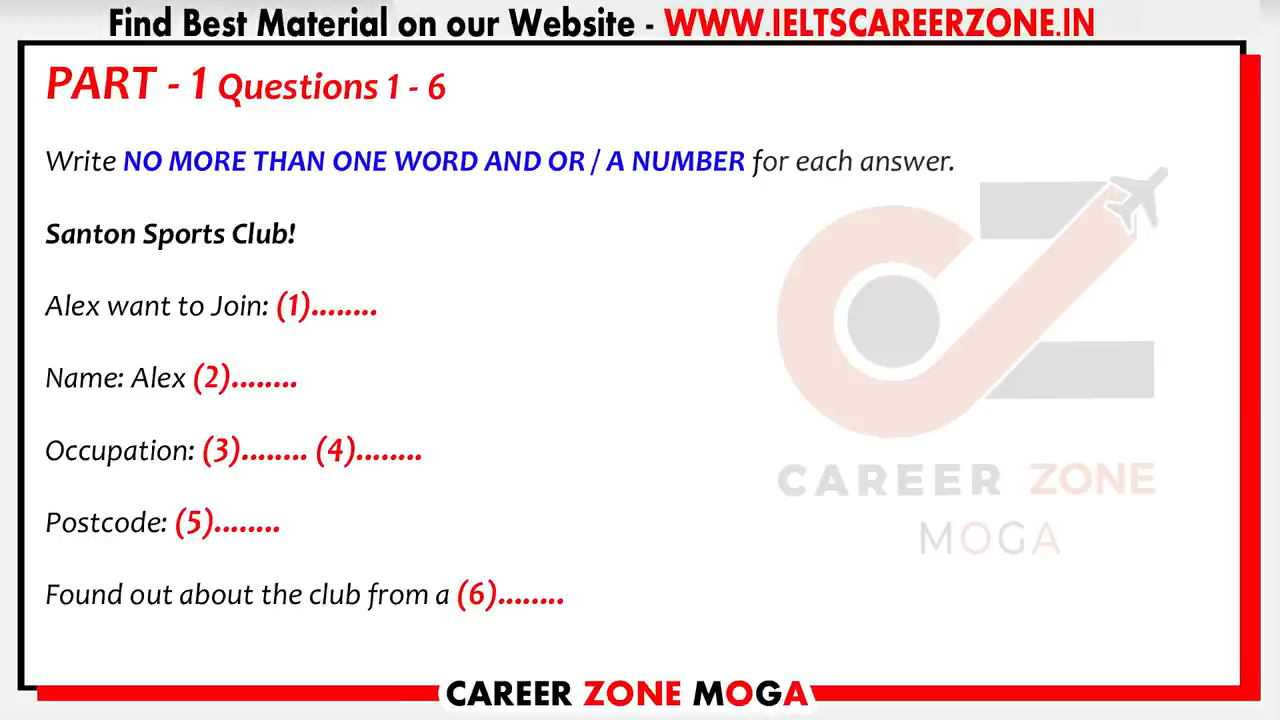 Find Best Material on our Website - WWW.IELTSCAREERZONE.IN
PART - 1 Questions 1 - 6
Write NO MORE THAN ONE WORD AND OR / A NUMBER for each answer.
Santon Sports Club!
Alex want to Join: (1)........
Name: Alex (2)........
Occupation: (3)........ (4)........
Postcode: (5)........
Found out about the club from a (6)........
CAREER ZONE
MOGA
CAREER ZONE MOGA